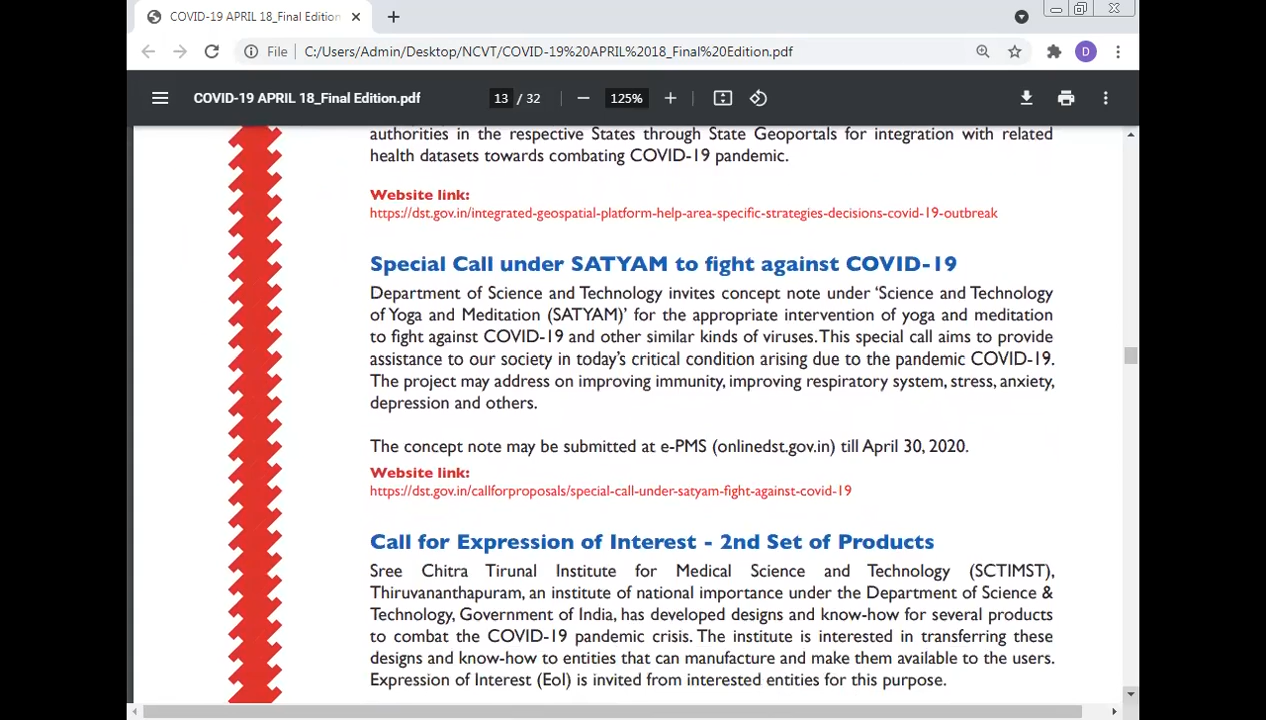 COVID-19 APRIL 18_Final Edition
File
C:/Users/Admin/Desktop/NCVT/COVID-19%20APRIL%2018_Final%20Edition.pdf
D
COVID-19 APRIL 18_Final Edition.pdf
13 / 32
125%
authorities in the respective States through State Geoportals for integration with related
health datasets towards combating COVID-19 pandemic.
Website link:
https://dst.gov.in/integrated-geospatial-platform-help-area-specific-strategies-decisions-covid-19-outbreak
Special Call under SATYAM to fight against COVID-19
Department of Science and Technology invites concept note under ‘Science and Technology
of Yoga and Meditation (SATYAM)’ for the appropriate intervention of yoga and meditation
to fight against COVID-19 and other similar kinds of viruses. This special call aims to provide
assistance to our society in today’s critical condition arising due to the pandemic COVID-19.
The project may address on improving immunity, improving respiratory system, stress, anxiety,
depression and others.
The concept note may be submitted at e-PMS (onlinedst.gov.in) till April 30, 2020.
Website link:
https://dst.gov.in/callforproposals/special-call-under-satyam-fight-against-covid-19
Call for Expression of Interest - 2nd Set of Products
Sree Chitra Tirunal Institute for Medical Science and Technology (SCTIMST),
Thiruvananthapuram, an institute of national importance under the Department of Science &
Technology, Government of India, has developed designs and know-how for several products
to combat the COVID-19 pandemic crisis. The institute is interested in transferring these
designs and know-how to entities that can manufacture and make them available to the users.
Expression of Interest (EoI) is invited from interested entities for this purpose.